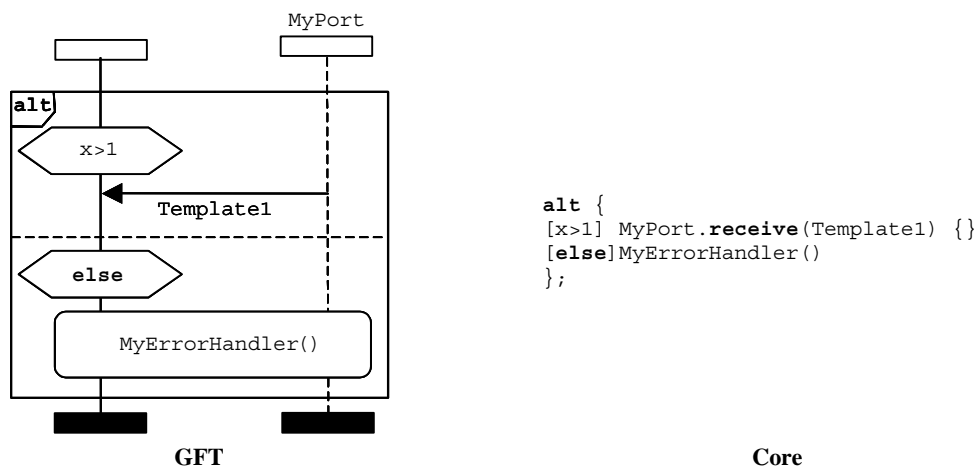 MyPort
alt
x>1
Template1
else
MyErrorHandler()
GFT
alt {
[x>1] MyPort.receive(Template1) {}
[else]MyErrorHandler()
};
Core